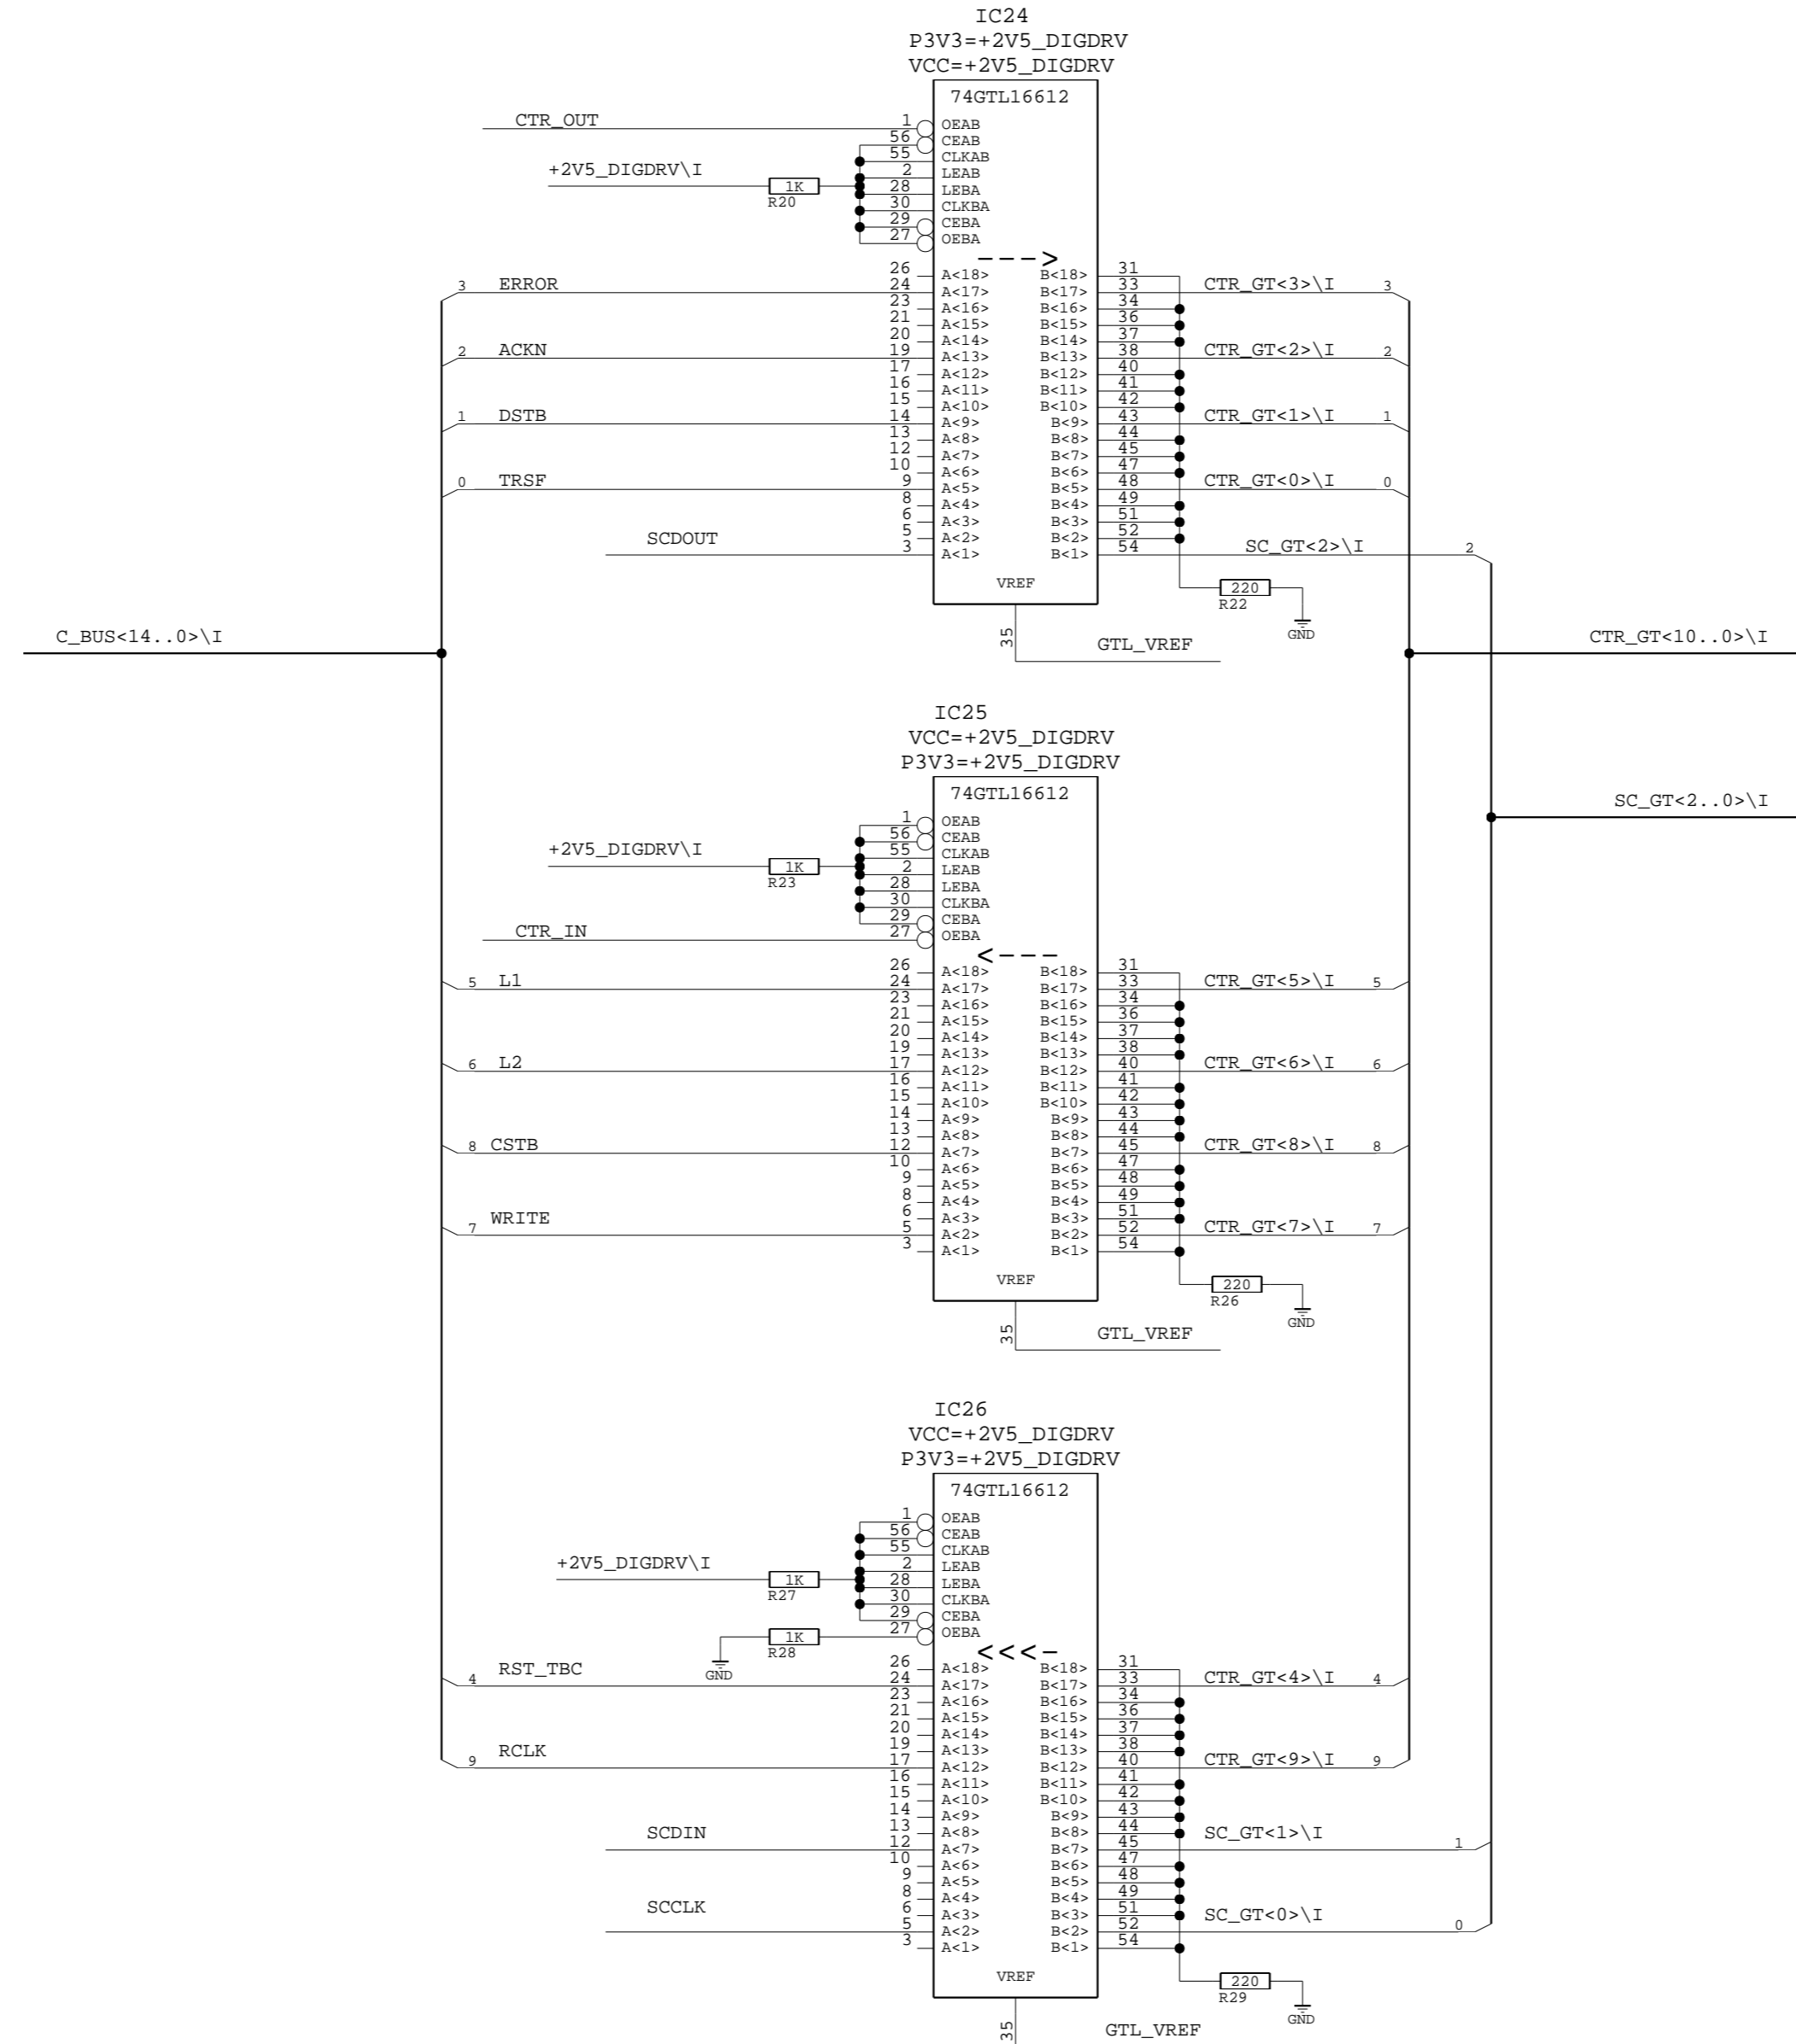 IC24
P3V3=+2V5_DIGDRV
VCC=+2V5_DIGDRV
74GTL16612
CTR_OUT 1 OEAB
56 CEAB
55 CLKAB
+2V5_DIGDRV\I 1K R20 2 LEAB
28 LEBA
30 CLKBA
29 CEBA
27 OEBA
--->
26 A<18> B<18> 31
3 ERROR 24 A<17> B<17> 33 CTR_GT<3>\I 3
23 A<16> B<16> 34
21 A<15> B<15> 36
20 A<14> B<14> 37
2 ACKN 19 A<13> B<13> 38 CTR_GT<2>\I 2
17 A<12> B<12> 40
16 A<11> B<11> 41
15 A<10> B<10> 42
1 DSTB 14 A<9> B<9> 43 CTR_GT<1>\I 1
13 A<8> B<8> 44
12 A<7> B<7> 45
10 A<6> B<6> 47
0 TRSF 9 A<5> B<5> 48 CTR_GT<0>\I 0
8 A<4> B<4> 49
6 A<3> B<3> 51
5 A<2> B<2> 52
SCDOUT 3 A<1> B<1> 54 SC_GT<2>\I 2
VREF 220
R22
GND
35 GTL_VREF
C_BUS<14..0>\I CTR_GT<10..0>\I
IC25
VCC=+2V5_DIGDRV
P3V3=+2V5_DIGDRV
74GTL16612
SC_GT<2..0>\I
1 OEAB
56 CEAB
55 CLKAB
+2V5_DIGDRV\I 1K R23 2 LEAB
28 LEBA
30 CLKBA
29 CEBA
CTR_IN 27 OEBA
<---
26 A<18> B<18> 31
5 L1 24 A<17> B<17> 33 CTR_GT<5>\I 5
23 A<16> B<16> 34
21 A<15> B<15> 36
20 A<14> B<14> 37
19 A<13> B<13> 38
6 L2 17 A<12> B<12> 40 CTR_GT<6>\I 6
16 A<11> B<11> 41
15 A<10> B<10> 42
14 A<9> B<9> 43
13 A<8> B<8> 44
8 CSTB 12 A<7> B<7> 45 CTR_GT<8>\I 8
10 A<6> B<6> 47
9 A<5> B<5> 48
8 A<4> B<4> 49
6 A<3> B<3> 51
7 WRITE 5 A<2> B<2> 52 CTR_GT<7>\I 7
3 A<1> B<1> 54
VREF 220
R26
GND
35 GTL_VREF
IC26
VCC=+2V5_DIGDRV
P3V3=+2V5_DIGDRV
74GTL16612
1 OEAB
56 CEAB
55 CLKAB
+2V5_DIGDRV\I 1K R27 2 LEAB
28 LEBA
30 CLKBA
29 CEBA
GND 1K R28 27 OEBA
<<<-
26 A<18> B<18> 31
4 RST_TBC 24 A<17> B<17> 33 CTR_GT<4>\I 4
23 A<16> B<16> 34
21 A<15> B<15> 36
20 A<14> B<14> 37
19 A<13> B<13> 38
9 RCLK 17 A<12> B<12> 40 CTR_GT<9>\I 9
16 A<11> B<11> 41
15 A<10> B<10> 42
14 A<9> B<9> 43
13 A<8> B<8> 44
SCDIN 12 A<7> B<7> 45 SC_GT<1>\I 1
10 A<6> B<6> 47
9 A<5> B<5> 48
8 A<4> B<4> 49
6 A<3> B<3> 51
SCCLK 5 A<2> B<2> 52 SC_GT<0>\I 0
3 A<1> B<1> 54
VREF 220
R29
GND
35 GTL_VREF